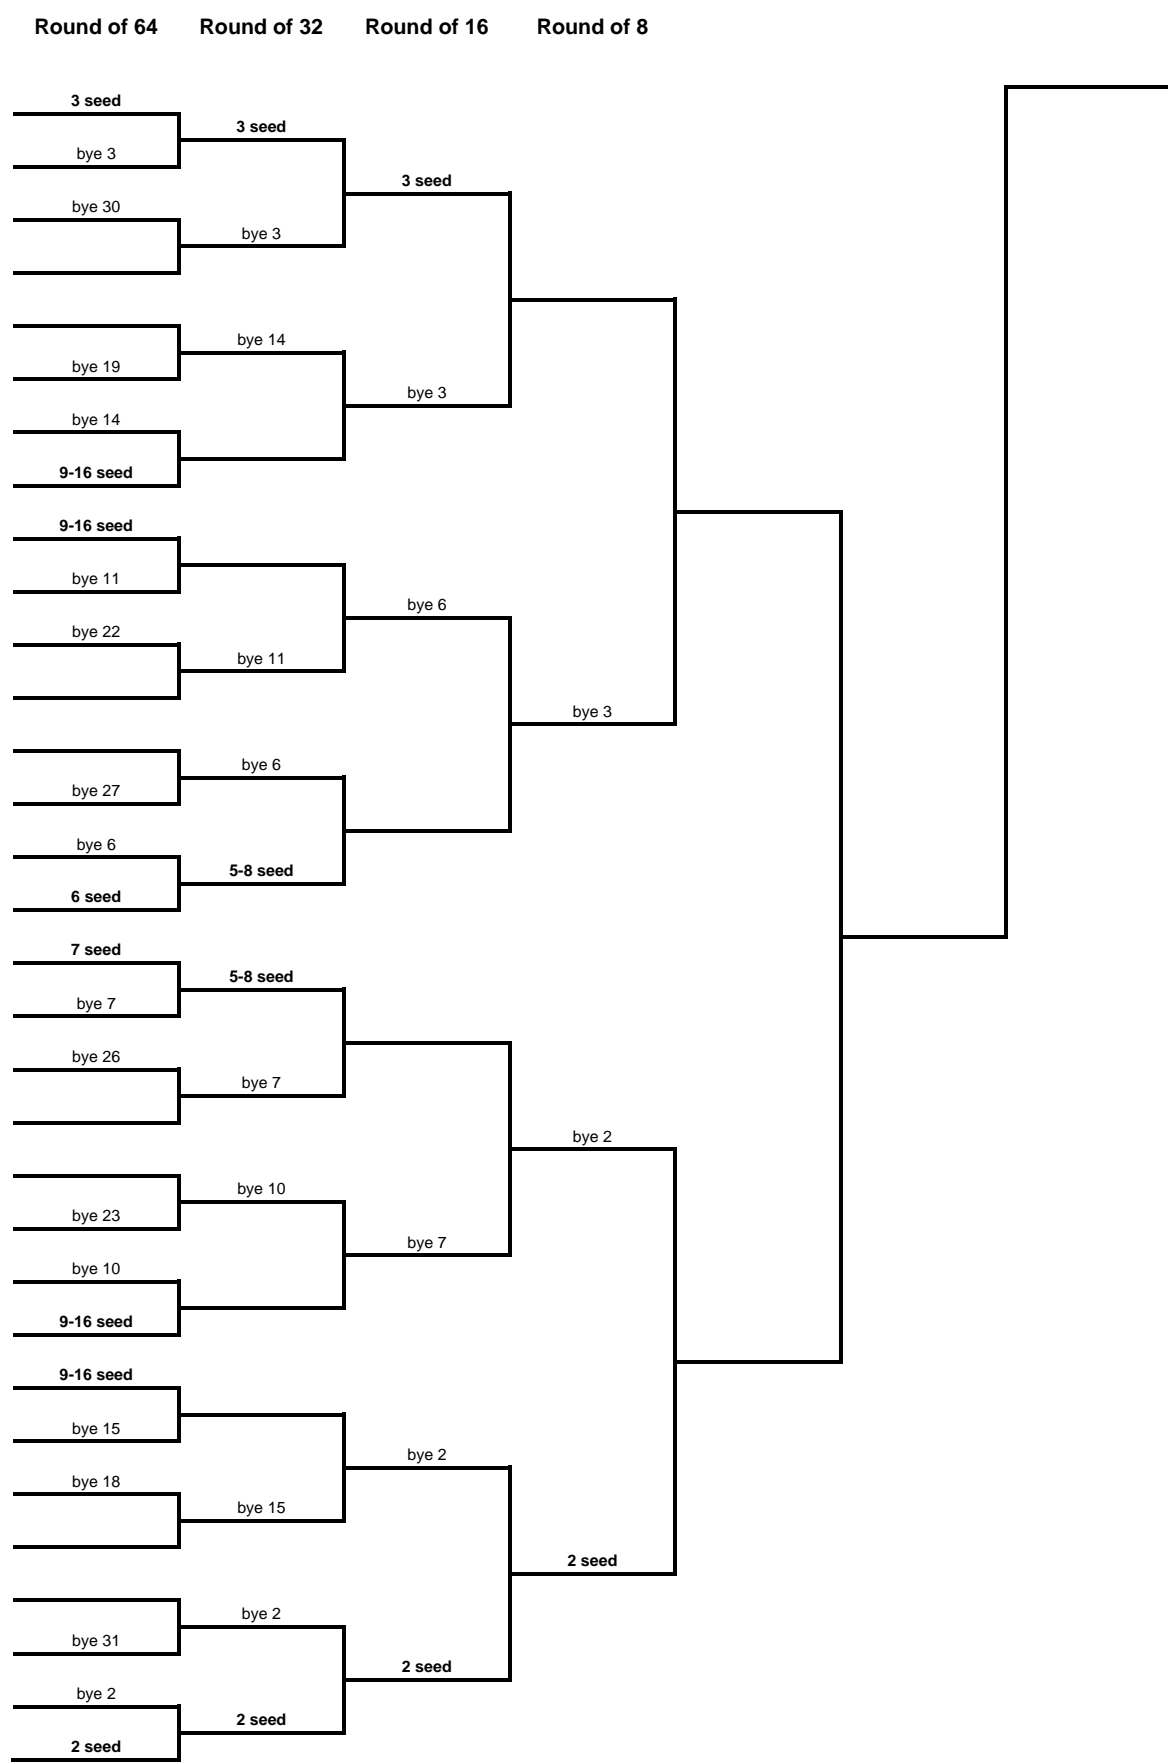 Round of 64 Round of 32 Round of 16 Round of 8
3 seed
3 seed
bye 3
3 seed
bye 30
bye 3
bye 14
bye 19
bye 3
bye 14
9-16 seed
9-16 seed
bye 11
bye 6
bye 22
bye 11
bye 3
bye 6
bye 27
bye 6
5-8 seed
6 seed
7 seed
5-8 seed
bye 7
bye 26
bye 7
bye 2
bye 10
bye 23
bye 7
bye 10
9-16 seed
9-16 seed
bye 15
bye 2
bye 18
bye 15
2 seed
bye 2
bye 31
2 seed
bye 2
2 seed
2 seed